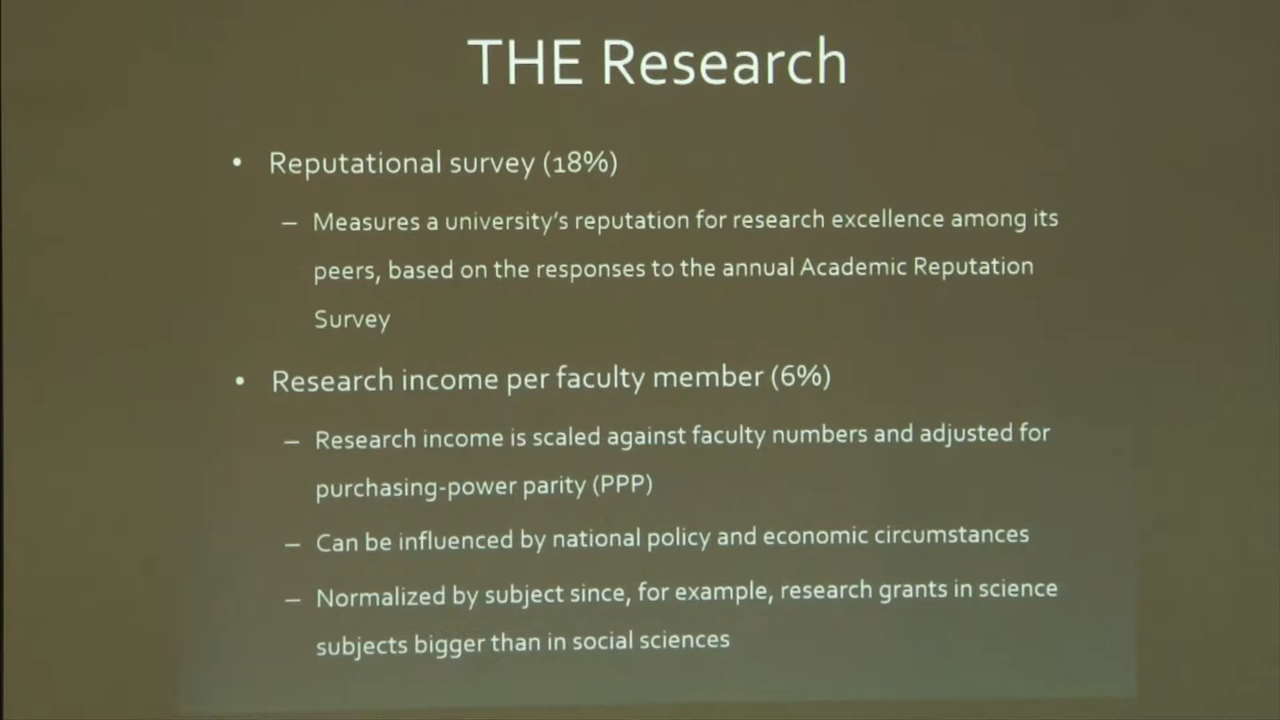 THE Research
• Reputational survey (18%)
– Measures a university's reputation for research excellence among its
peers, based on the responses to the annual Academic Reputation
Survey
• Research income per faculty member (6%)
– Research income is scaled against faculty numbers and adjusted for
purchasing-power parity (PPP)
– Can be influenced by national policy and economic circumstances
– Normalized by subject since, for example, research grants in science
subjects bigger than in social sciences